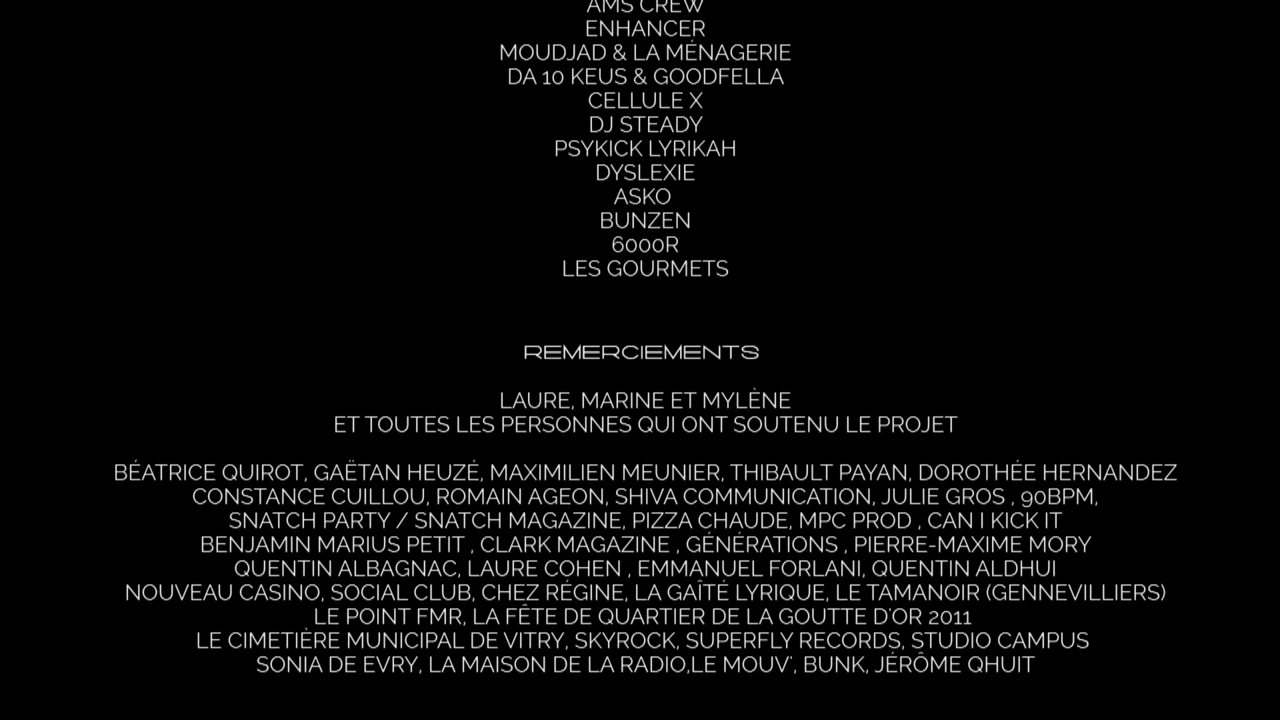 AMS CREW
ENHANCER
MOUDJAD & LA MÉNAGERIE
DA 10 KEUS & GOODFELLA
CELLULE X
DJ STEADY
PSYKICK LYRIKAH
DYSLEXIE
ASKO
BUNZEN
6000R
LES GOURMETS
REMERCIEMENTS
LAURE, MARINE ET MYLÈNE
ET TOUTES LES PERSONNES QUI ONT SOUTENU LE PROJET
BÉATRICE QUIROT, GAËTAN HEUZÉ, MAXIMILIEN MEUNIER, THIBAULT PAYAN, DOROTHÉE HERNANDEZ
CONSTANCE CUILLOU, ROMAIN AGEON, SHIVA COMMUNICATION, JULIE GROS , 90BPM,
SNATCH PARTY / SNATCH MAGAZINE, PIZZA CHAUDE, MPC PROD , CAN I KICK IT
BENJAMIN MARIUS PETIT , CLARK MAGAZINE , GÉNÉRATIONS , PIERRE-MAXIME MORY
QUENTIN ALBAGNAC, LAURE COHEN , EMMANUEL FORLANI, QUENTIN ALDHUI
NOUVEAU CASINO, SOCIAL CLUB, CHEZ RÉGINE, LA GAÎTÉ LYRIQUE, LE TAMANOIR (GENNEVILLIERS)
LE POINT FMR, LA FÊTE DE QUARTIER DE LA GOUTTE D'OR 2011
LE CIMETIÈRE MUNICIPAL DE VITRY, SKYROCK, SUPERFLY RECORDS, STUDIO CAMPUS
SONIA DE EVRY, LA MAISON DE LA RADIO,LE MOUV', BUNK, JÉRÔME QHUIT